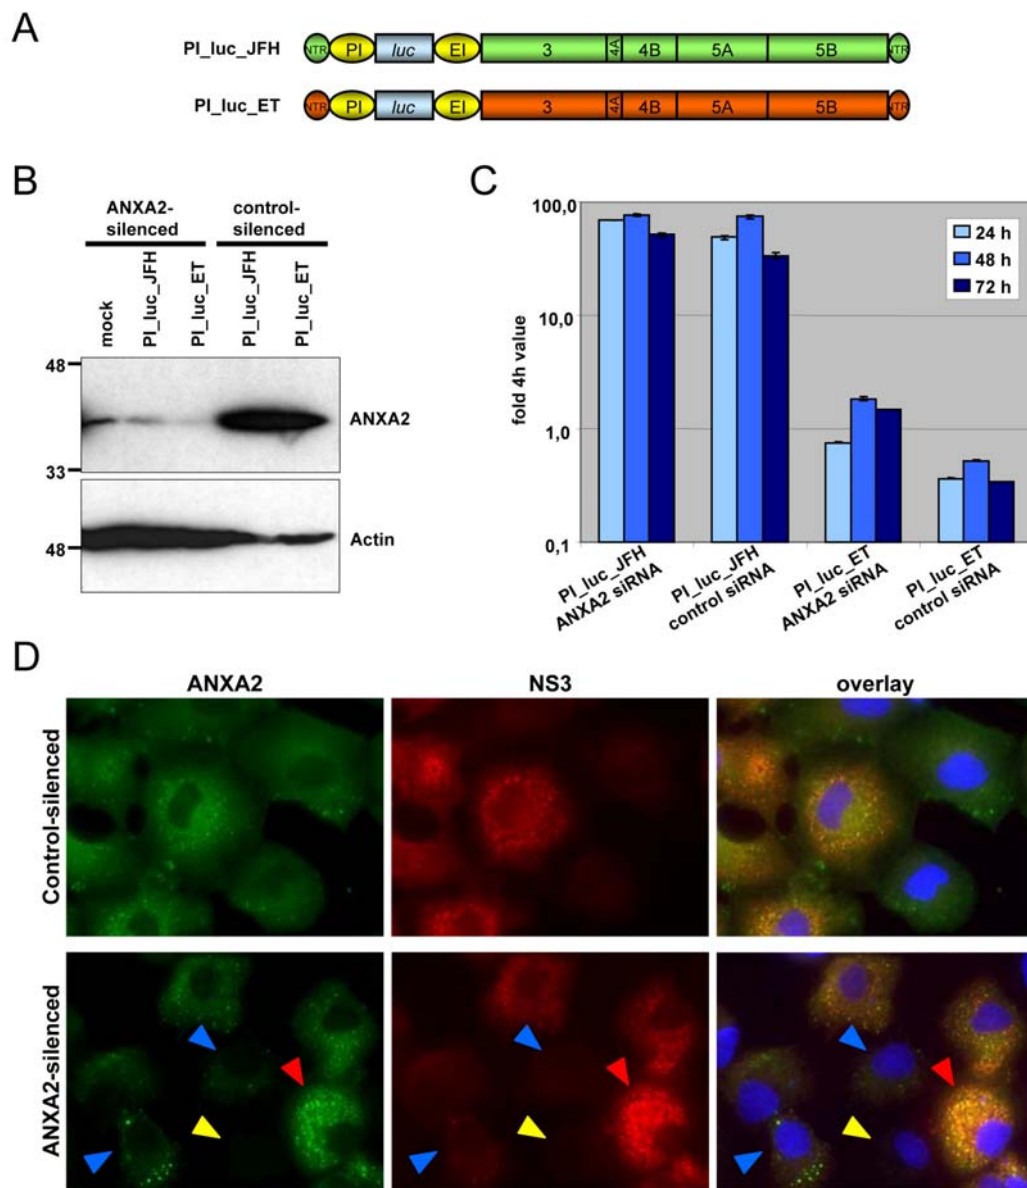 A
PI_luc_JFH
NTR PI luc EI 3 4A 4B 5A 5B NTR
PI_luc_ET
NTR PI luc EI 3 4A 4B 5A 5B NTR
B
ANXA2-
silenced
control-
silenced
mock
PI_luc_JFH
PI_luc_ET
PI_luc_JFH
PI_luc_ET
48
33
ANXA2
48
Actin
C
fold 4h value
100,0
10,0
1,0
0,1
24 h
48 h
72 h
PI_luc_JFH
ANXA2 siRNA
PI_luc_JFH
control siRNA
PI_luc_ET
ANXA2 siRNA
PI_luc_ET
control siRNA
D
ANXA2
NS3
overlay
Control-silenced
ANXA2-silenced